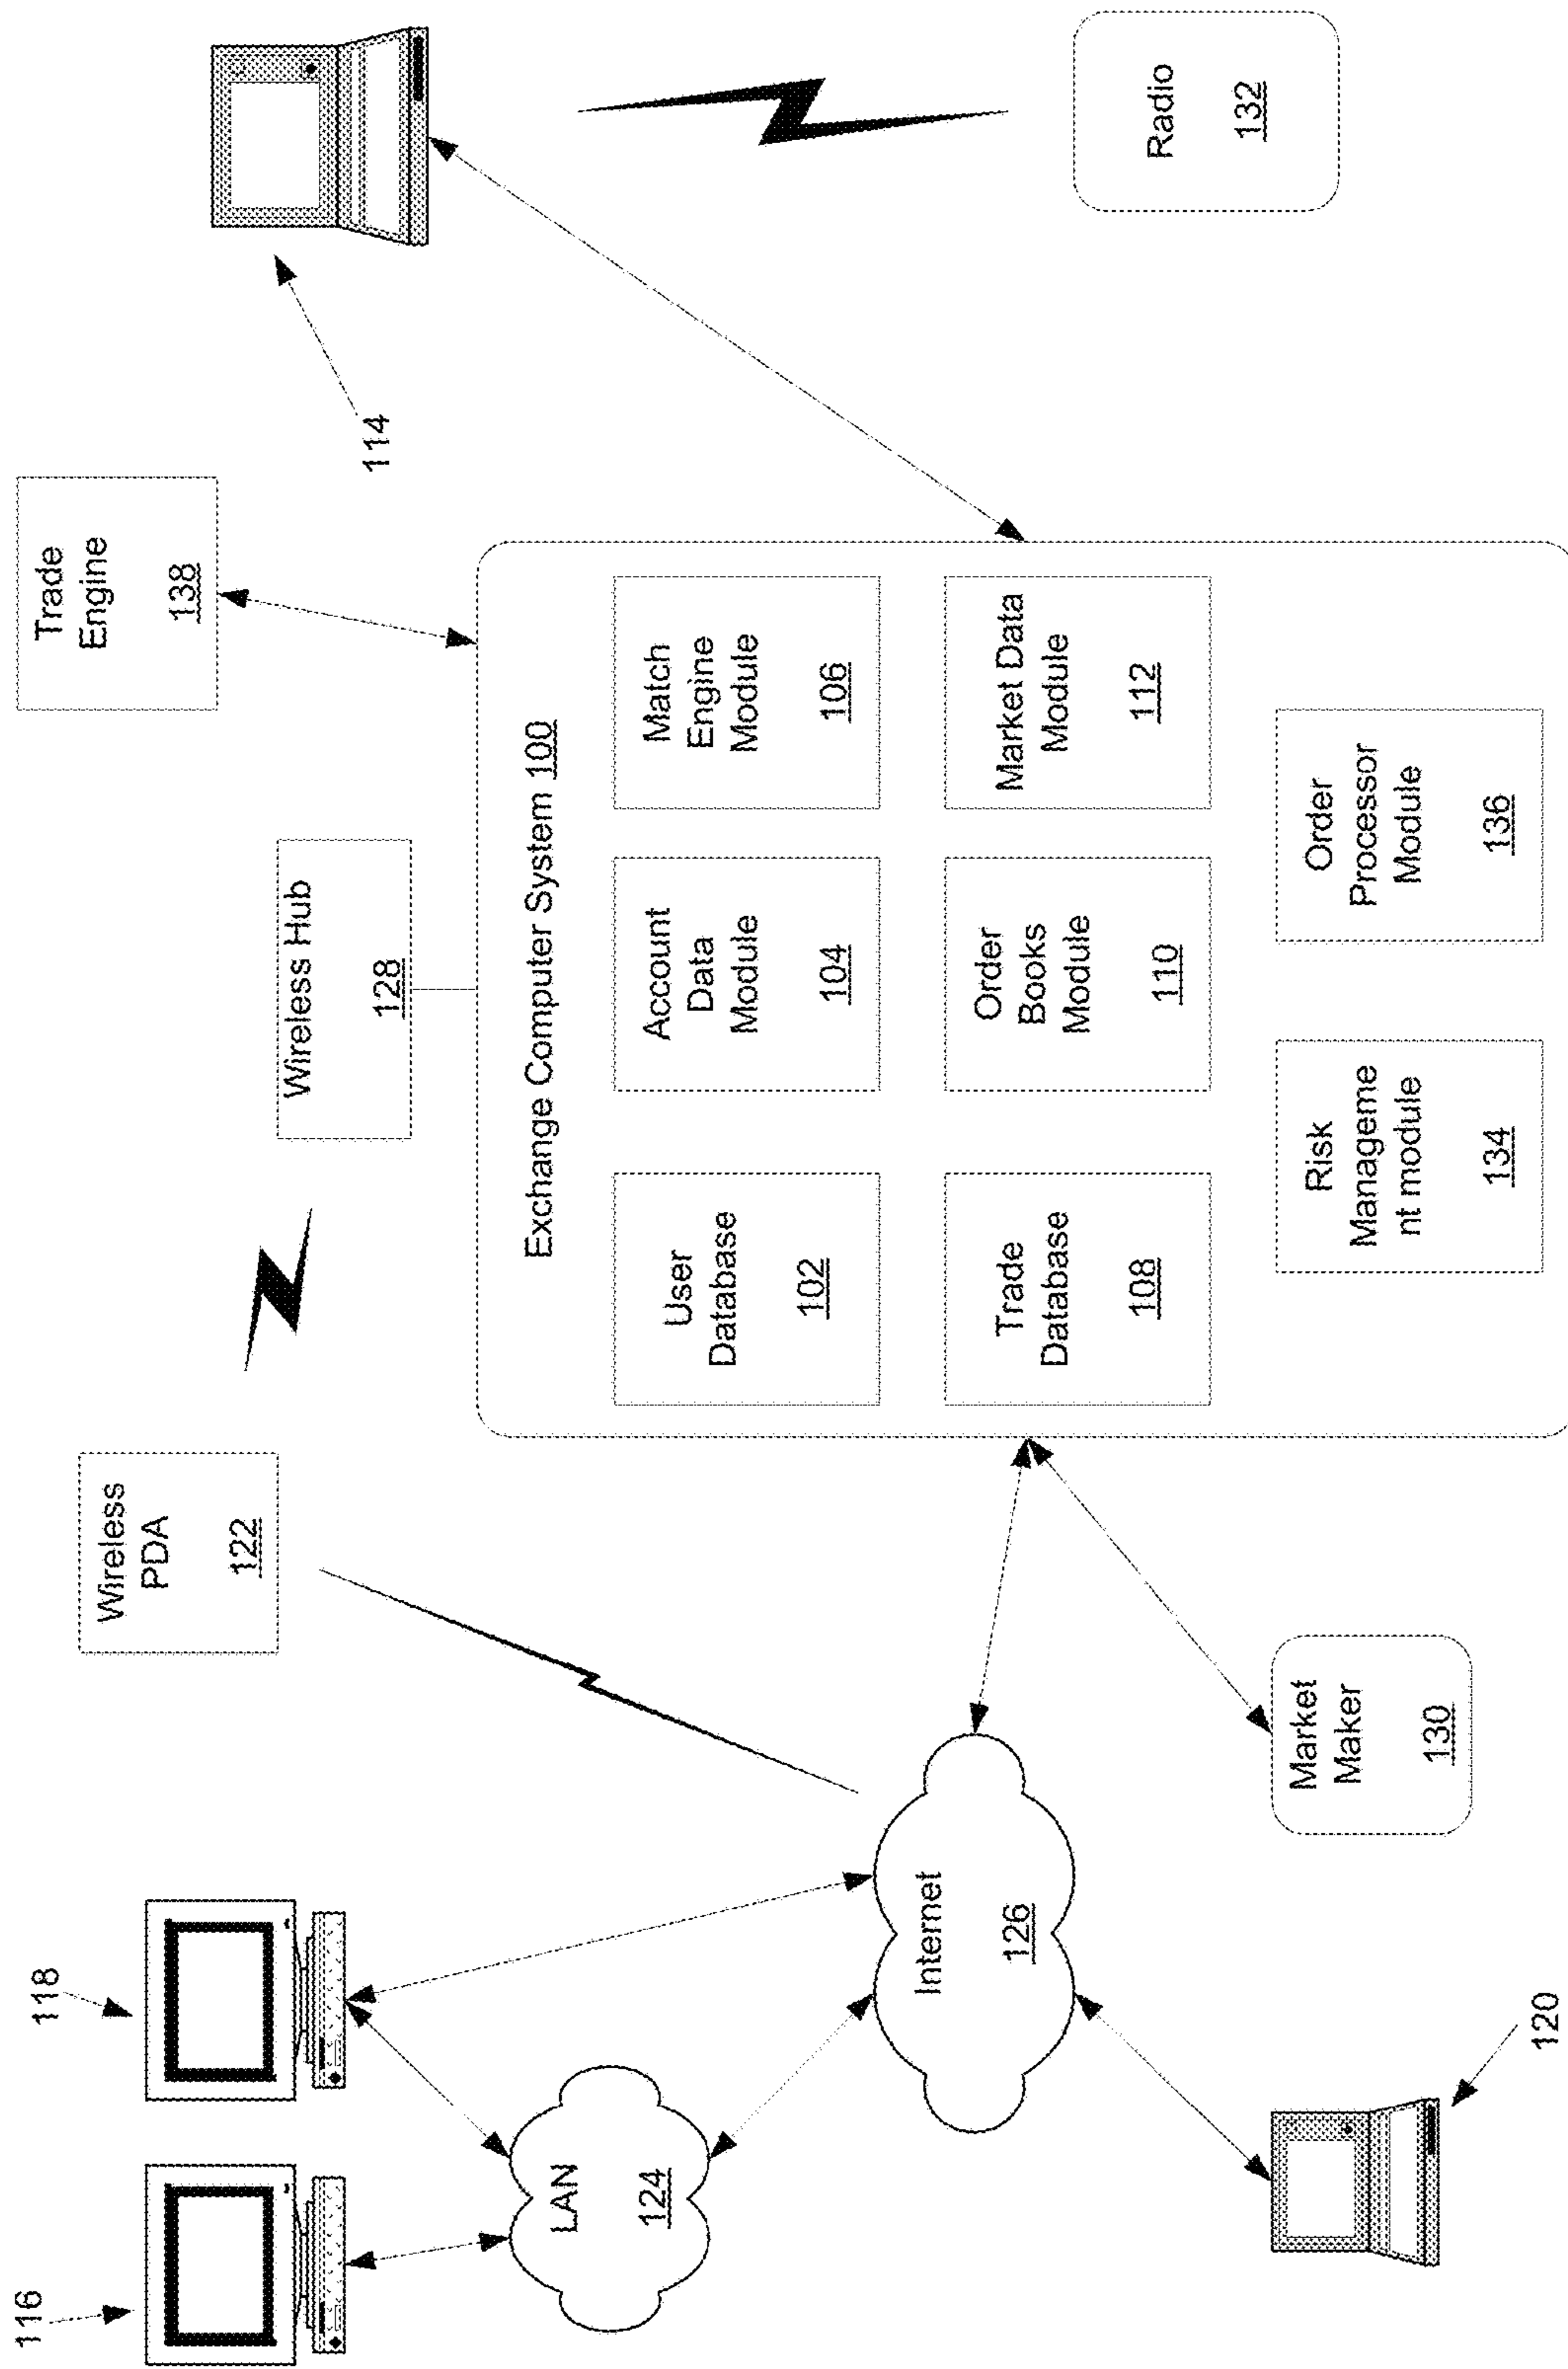 116
118
Wireless
PDA
122
Wireless Hub
128
Trade
Engine
138
114
LAN
124
Internet
126
Exchange Computer System 100
User
Database
102
Account
Data
Module
104
Match
Engine
Module
106
Trade
Database
108
Order
Books
Module
110
Market Data
Module
112
Risk
Manageme
nt module
134
Order
Processor
Module
136
120
Market
Maker
130
Radio
132